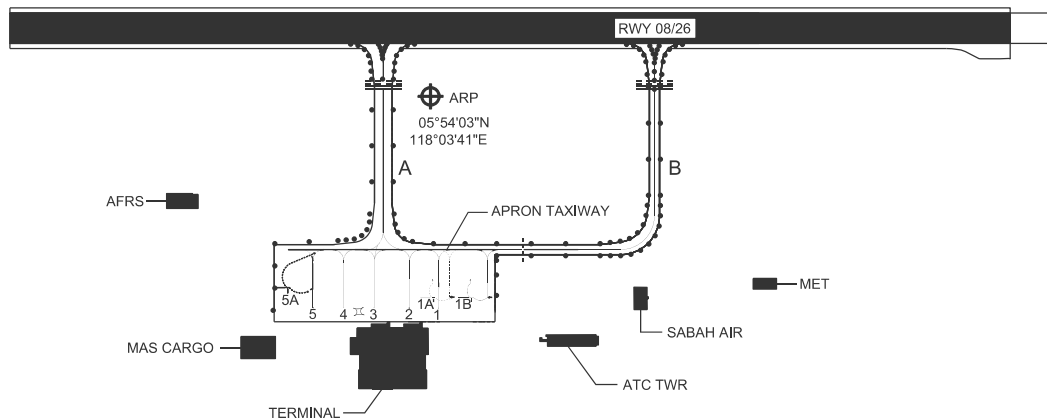 RWY 08/26
ARP
05°54'03"N
118°03'41"E
A
B
AFRS
APRON TAXIWAY
MET
5A
1A
1B
5
4
3
2
1
SABAH AIR
MAS CARGO
ATC TWR
TERMINAL